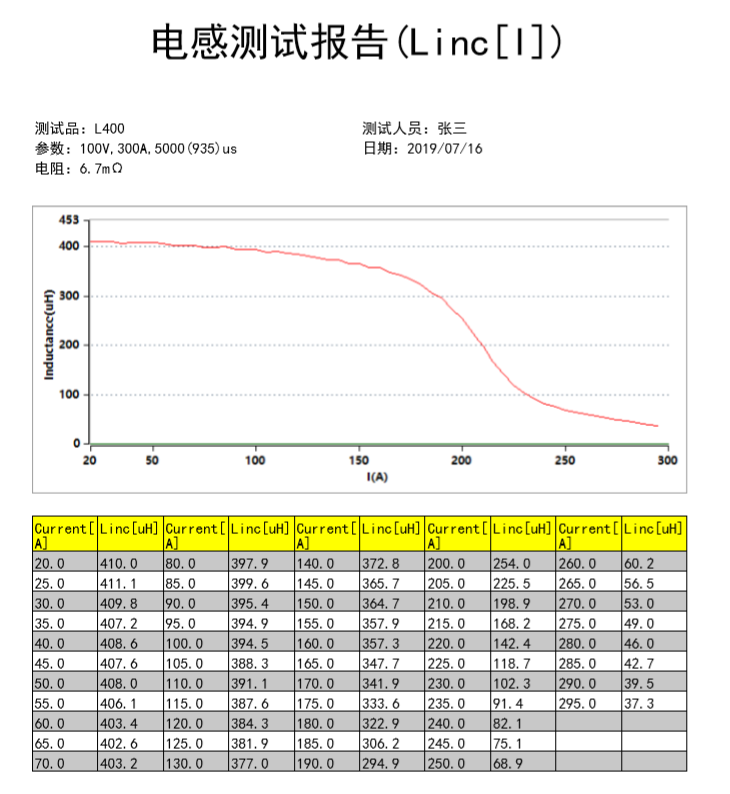 电感测试报告(Linc[I])
测试品: L400 测试人员: 张三
参数: 100V,300A,5000(935)us 日期: 2019/07/16
电阻: 6.7mΩ
453
400
300
200
100
0
Inductancc(uH)
20 50 100 150 200 250 300
I(A)
Current[A] Linc[uH] Current[A] Linc[uH] Current[A] Linc[uH] Current[A] Linc[uH] Current[A] Linc[uH]
20.0 410.0 80.0 397.9 140.0 372.8 200.0 254.0 260.0 60.2
25.0 411.1 85.0 399.6 145.0 365.7 205.0 225.5 265.0 56.5
30.0 409.8 90.0 395.4 150.0 364.7 210.0 198.9 270.0 53.0
35.0 407.2 95.0 394.9 155.0 357.9 215.0 168.2 275.0 49.0
40.0 408.6 100.0 394.5 160.0 357.3 220.0 142.4 280.0 46.0
45.0 407.6 105.0 388.3 165.0 347.7 225.0 118.7 285.0 42.7
50.0 408.0 110.0 391.1 170.0 341.9 230.0 102.3 290.0 39.5
55.0 406.1 115.0 387.6 175.0 333.6 235.0 91.4 295.0 37.3
60.0 403.4 120.0 384.3 180.0 322.9 240.0 82.1
65.0 402.6 125.0 381.9 185.0 306.2 245.0 75.1
70.0 403.2 130.0 377.0 190.0 294.9 250.0 68.9